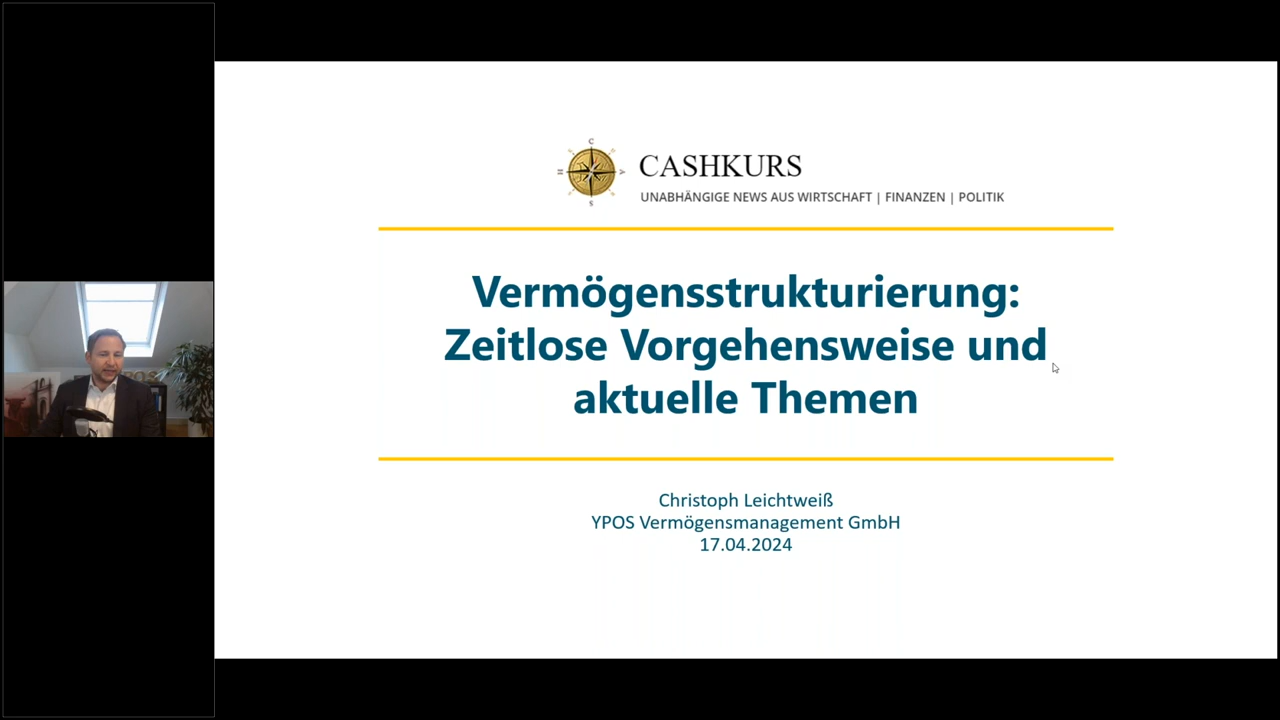 CASHKURS
UNABHÄNGIGE NEWS AUS WIRTSCHAFT | FINANZEN | POLITIK
Vermögensstrukturierung:
Zeitlose Vorgehensweise und
aktuelle Themen
Christoph Leichtweiß
YPOS Vermögensmanagement GmbH
17.04.2024